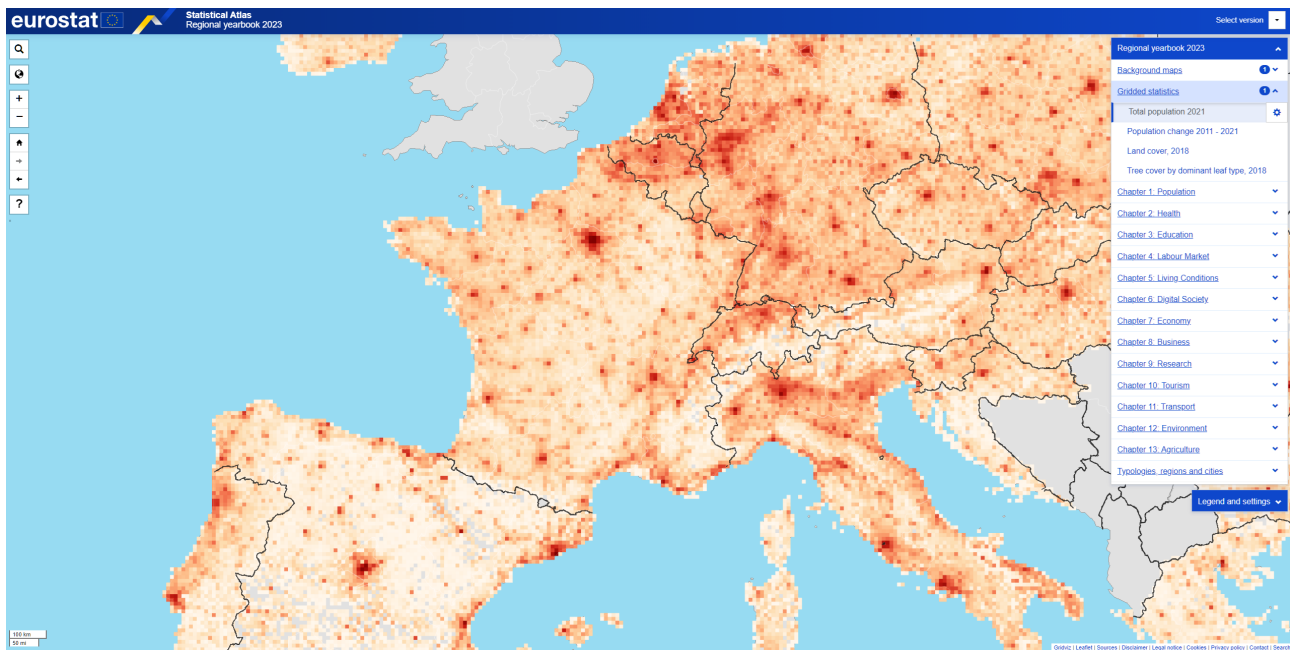 eurostat
Statistical Atlas
Regional yearbook 2023
Select version
Regional yearbook 2023
Background maps 1
Gridded statistics 1
Total population 2021
Population change 2011 - 2021
Land cover, 2018
Tree cover by dominant leaf type, 2018
Chapter 1: Population
Chapter 2: Health
Chapter 3: Education
Chapter 4: Labour Market
Chapter 5: Living Conditions
Chapter 6: Digital Society
Chapter 7: Economy
Chapter 8: Business
Chapter 9: Research
Chapter 10: Tourism
Chapter 11: Transport
Chapter 12: Environment
Chapter 13: Agriculture
Typologies, regions and cities
Legend and settings
+
−
?
100 km
50 mi
Gridviz | Leaflet | Sources | Disclaimer | Legal notice | Cookies | Privacy policy | Contact | Search